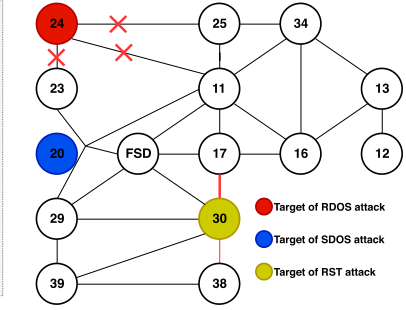 24 25 34
23 11 13
20 FSD 17 16 12
Target of RDOS attack
29 30
Target of SDOS attack
Target of RST attack
39 38